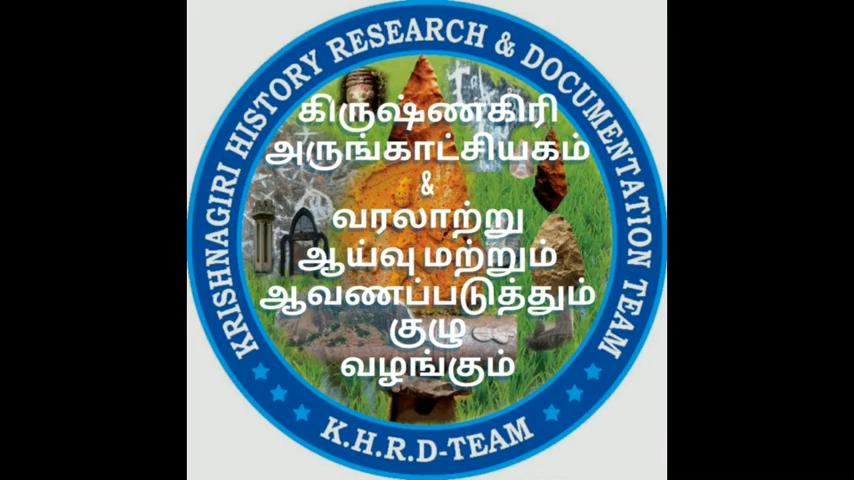 KRISHNAGIRI HISTORY RESEARCH & DOCUMENTATION TEAM
கிருஷ்ணகிரி
அருங்காட்சியகம்
&
வரலாற்று
ஆய்வு மற்றும்
ஆவணப்படுத்தும்
குழு
வழங்கும்
K.H.R.D-TEAM